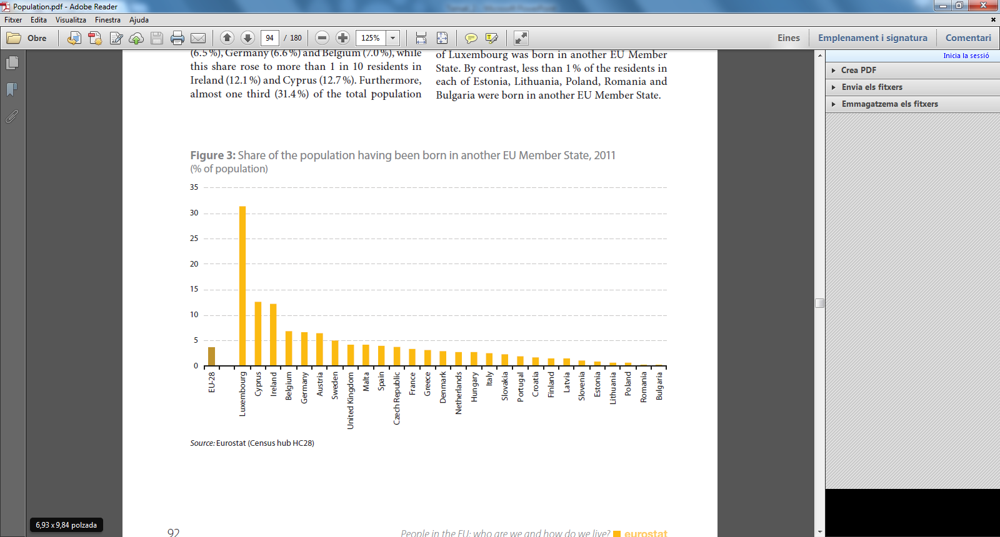 Population.pdf - Adobe Reader
Fitxer Edita Visualitza Finestra Ajuda
Obre 94 / 180 125% Eines Emplenament i signatura Comentari
Inicia la sessió
Crea PDF
Envia els fitxers
Emmagatzema els fitxers
(6.5 %), Germany (6.6 %) and Belgium (7.0 %), while
this share rose to more than 1 in 10 residents in
Ireland (12.1 %) and Cyprus (12.7 %). Furthermore,
almost one third (31.4 %) of the total population
of Luxembourg was born in another EU Member
State. By contrast, less than 1 % of the residents in
each of Estonia, Lithuania, Poland, Romania and
Bulgaria were born in another EU Member State.
Figure 3: Share of the population having been born in another EU Member State, 2011
(% of population)
35
30
25
20
15
10
5
0
EU-28
Luxembourg
Cyprus
Ireland
Belgium
Germany
Austria
Sweden
United Kingdom
Malta
Spain
Czech Republic
France
Greece
Denmark
Netherlands
Hungary
Italy
Slovakia
Portugal
Croatia
Finland
Latvia
Slovenia
Estonia
Lithuania
Poland
Romania
Bulgaria
Source: Eurostat (Census hub HC28)
6,93 x 9,84 polzada
92
People in the EU: who are we and how do we live? eurostat